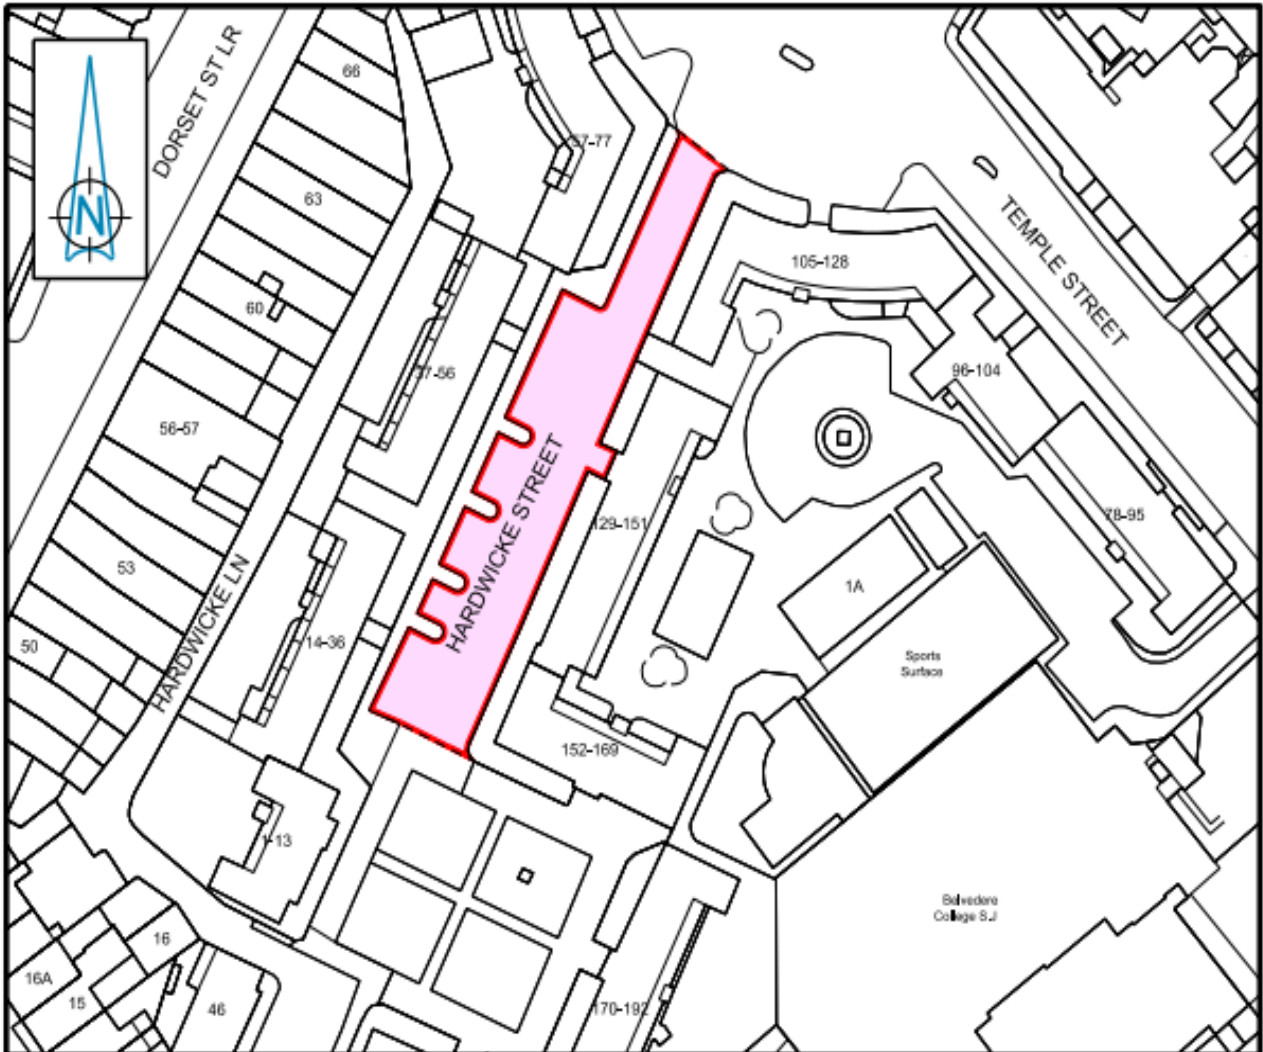 66
DORSET ST LR
57-77
63
TEMPLE STREET
N
105-128
60
37-56
96-104
56-57
HARDWICKE STREET
129-151
78-95
53
1A
HARDWICKE LN
14-36
50
Sports
Surface
152-169
1-13
Belvedere
College S.J
16
16A
15
46
170-192